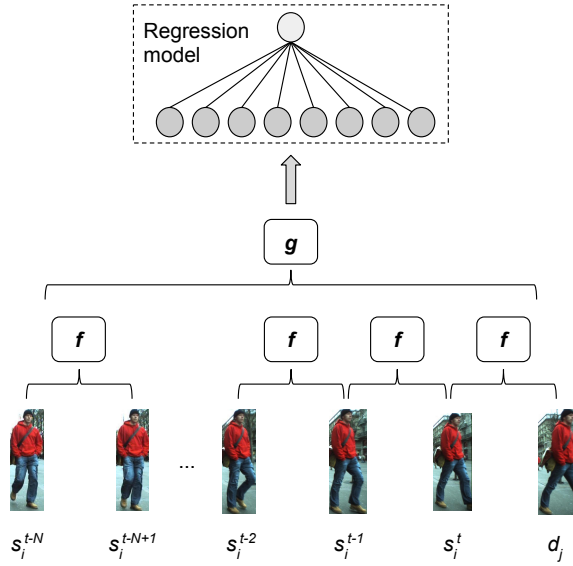 Regression
model
g
f f f f
...
s_i^{t-N} s_i^{t-N+1} s_i^{t-2} s_i^{t-1} s_i^t d_j